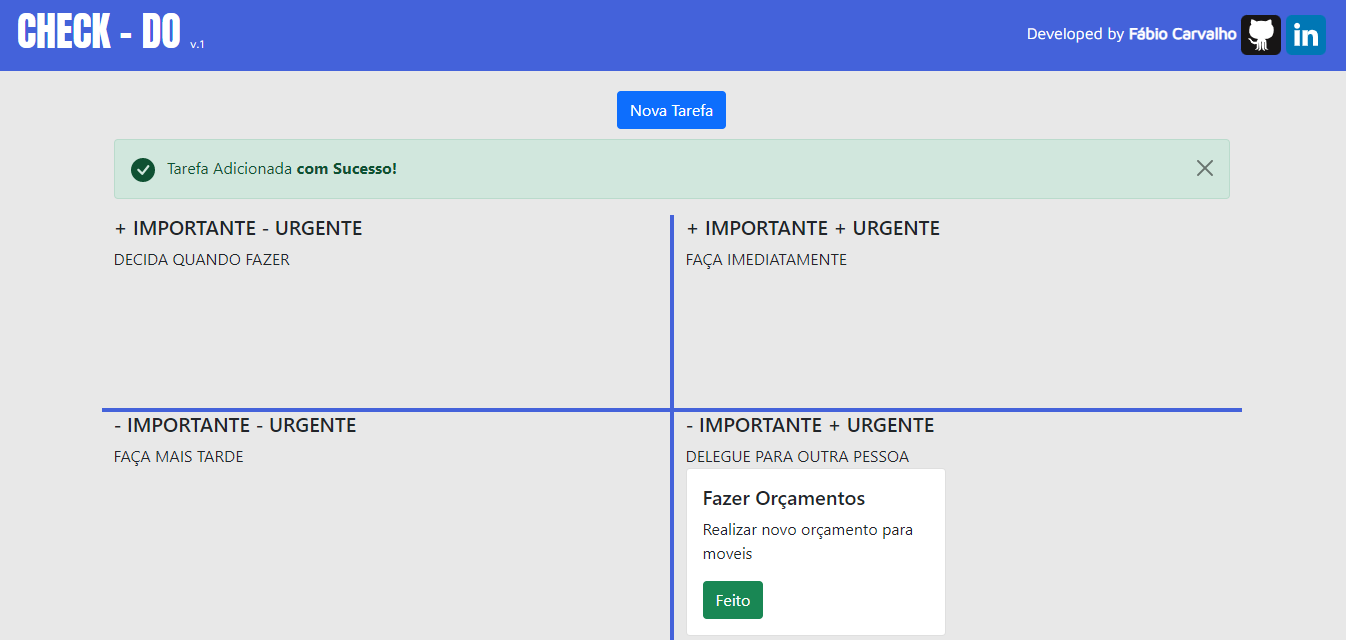 CHECK - DO v.1
Developed by Fábio Carvalho
in
Nova Tarefa
Tarefa Adicionada com Sucesso!
+ IMPORTANTE - URGENTE
DECIDA QUANDO FAZER
+ IMPORTANTE + URGENTE
FAÇA IMEDIATAMENTE
- IMPORTANTE - URGENTE
FAÇA MAIS TARDE
- IMPORTANTE + URGENTE
DELEGUE PARA OUTRA PESSOA
Fazer Orçamentos
Realizar novo orçamento para
moveis
Feito